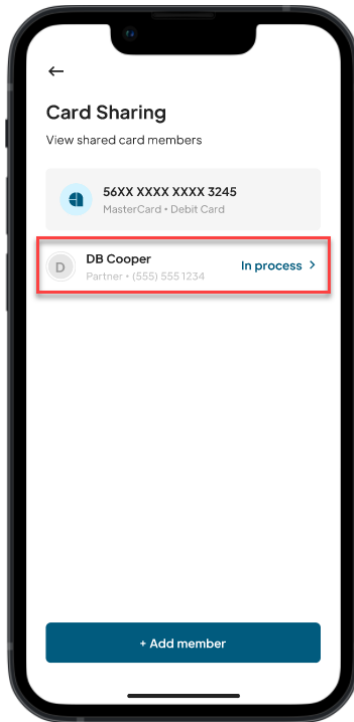 Card Sharing
View shared card members
56XX XXXX XXXX 3245
MasterCard • Debit Card
D
DB Cooper
In process >
Partner • (555) 555 1234
+ Add member